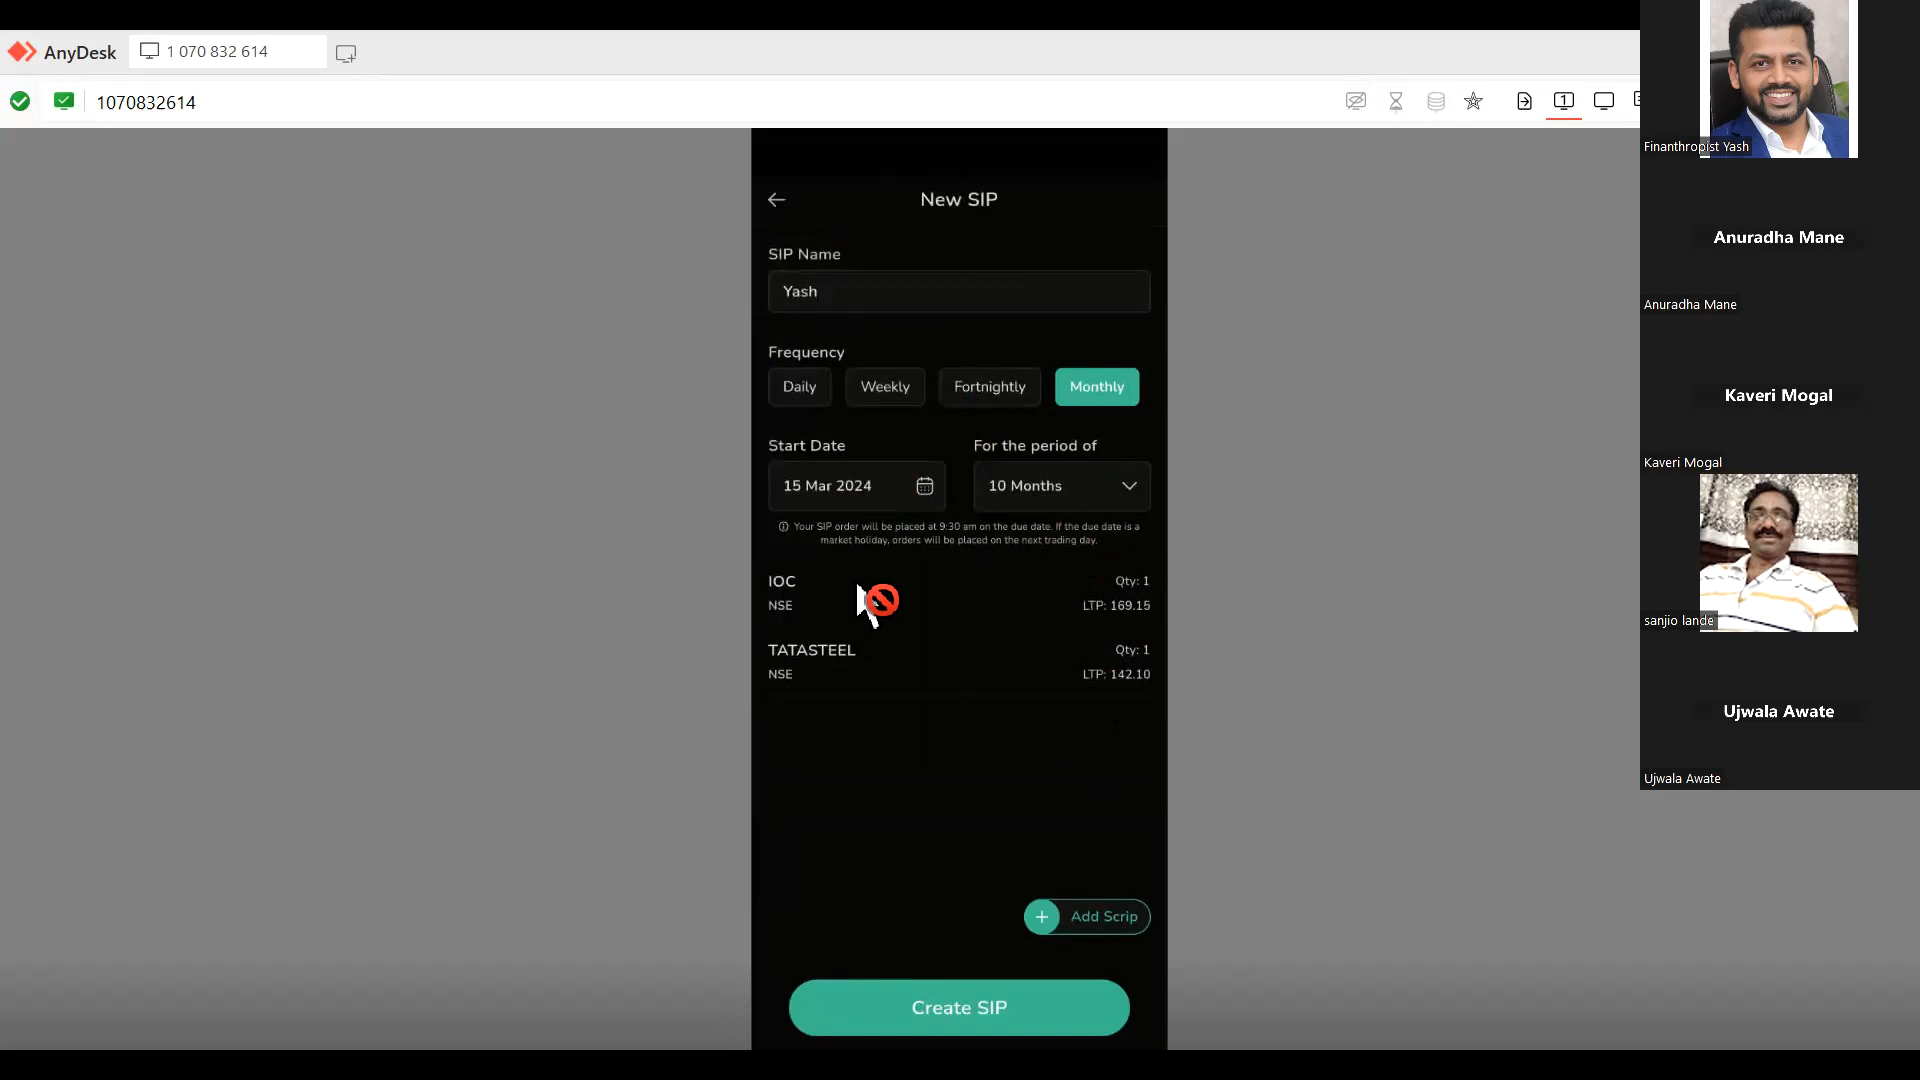 AnyDesk
1 070 832 614
1070832614
1
New SIP
SIP Name
Yash
Frequency
Daily
Weekly
Fortnightly
Monthly
Start Date
For the period of
15 Mar 2024
10 Months
Your SIP order will be placed at 9:30 am on the due date. If the due date is a
market holiday, orders will be placed on the next trading day.
IOC
Qty: 1
NSE
LTP: 169.15
TATASTEEL
Qty: 1
NSE
LTP: 142.10
Add Scrip
Create SIP
Finanthropist Yash
Anuradha Mane
Anuradha Mane
Kaveri Mogal
Kaveri Mogal
sanjio lande
Ujwala Awate
Ujwala Awate